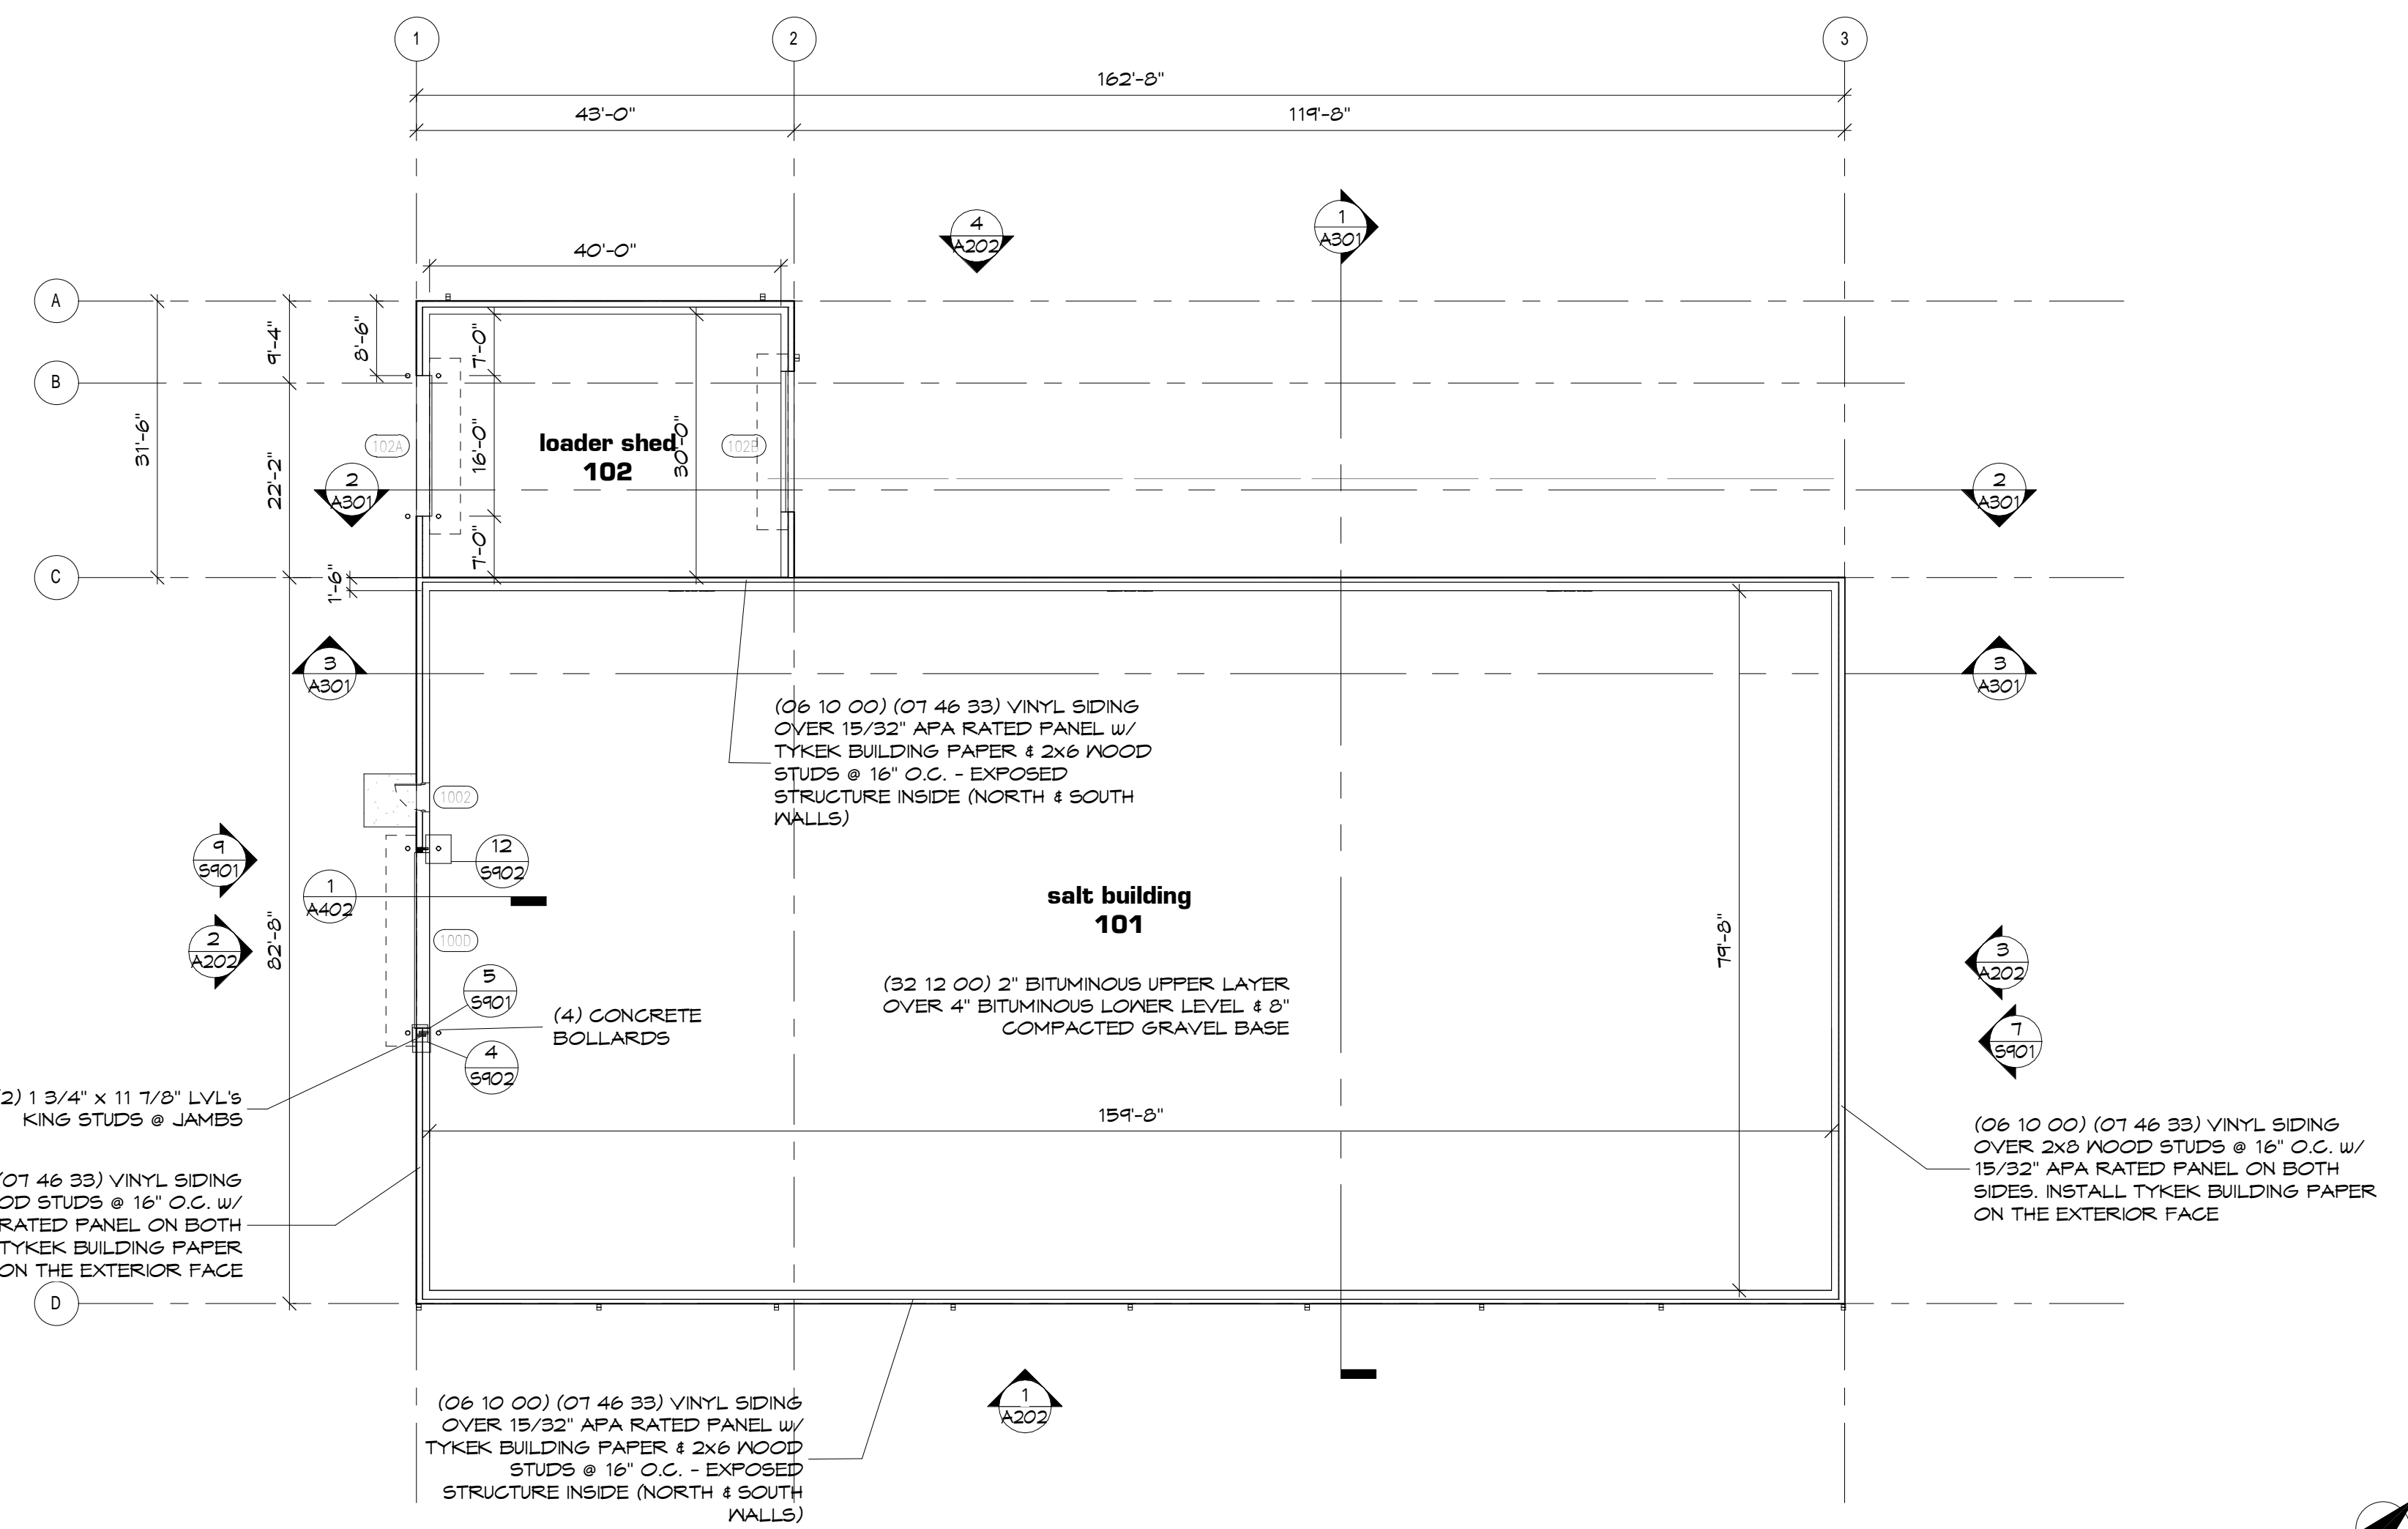 1
2
3
162'-8"
43'-0"
119'-8"
4
A202
1
A301
40'-0"
A
B
C
D
31'-6"
9'-4"
22'-2"
8'-6"
7'-0"
16'-0"
7'-0"
30'-0"
1'-6"
82'-8"
102A
loader shed
102
102B
2
A301
2
A301
3
A301
3
A301
(06 10 00) (07 46 33) VINYL SIDING
OVER 15/32" APA RATED PANEL w/
TYKEK BUILDING PAPER & 2x6 WOOD
STUDS @ 16" O.C. - EXPOSED
STRUCTURE INSIDE (NORTH & SOUTH
WALLS)
1002
9
S901
12
S902
1
A402
2
A202
100D
salt building
101
79'-8"
(32 12 00) 2" BITUMINOUS UPPER LAYER
OVER 4" BITUMINOUS LOWER LEVEL & 8"
COMPACTED GRAVEL BASE
5
S901
(4) CONCRETE
BOLLARDS
4
S902
3
A202
7
S901
2) 1 3/4" x 11 7/8" LVL's
KING STUDS @ JAMBS
159'-8"
(07 46 33) VINYL SIDING
OD STUDS @ 16" O.C. w/
RATED PANEL ON BOTH
TYKEK BUILDING PAPER
ON THE EXTERIOR FACE
(06 10 00) (07 46 33) VINYL SIDING
OVER 2x8 WOOD STUDS @ 16" O.C. w/
15/32" APA RATED PANEL ON BOTH
SIDES. INSTALL TYKEK BUILDING PAPER
ON THE EXTERIOR FACE
(06 10 00) (07 46 33) VINYL SIDING
OVER 15/32" APA RATED PANEL w/
TYKEK BUILDING PAPER & 2x6 WOOD
STUDS @ 16" O.C. - EXPOSED
STRUCTURE INSIDE (NORTH & SOUTH
WALLS)
1
A202